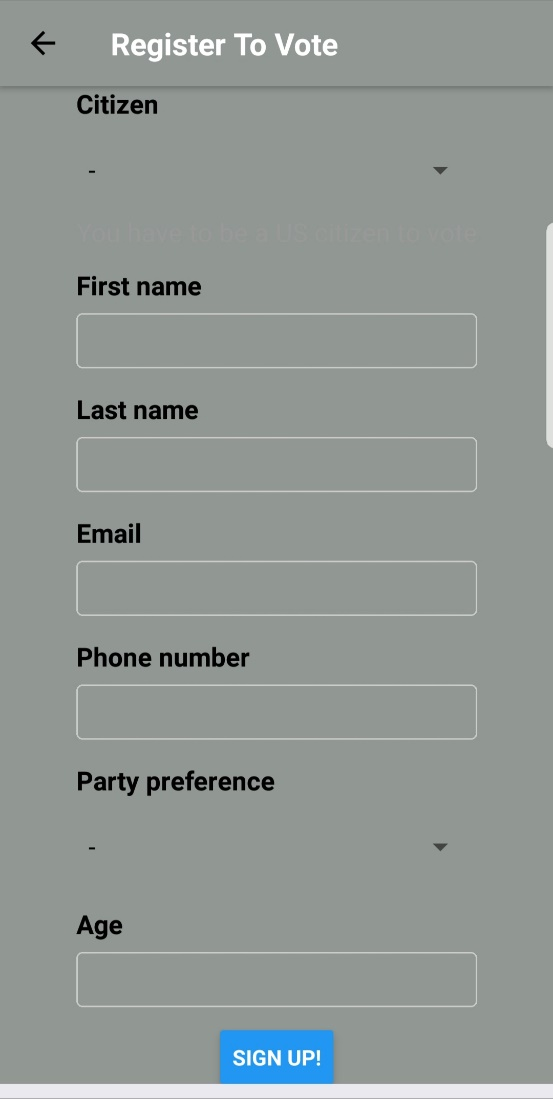 Register To Vote
Citizen
-
You have to be a US citizen to vote
First name
Last name
Email
Phone number
Party preference
-
Age
SIGN UP!